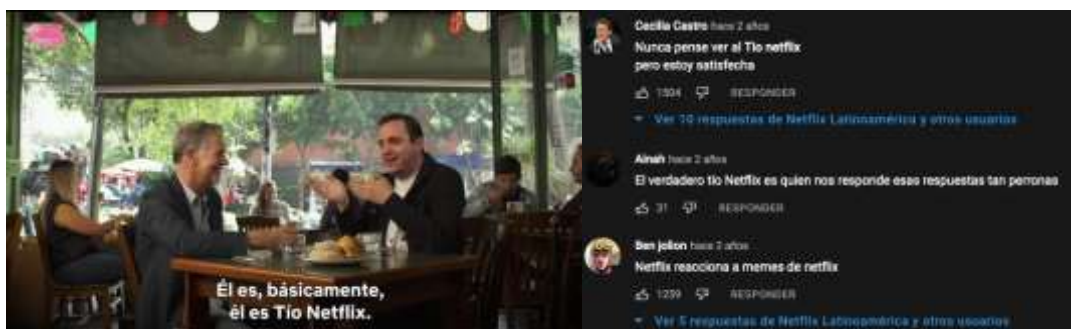 Él es, básicamente,
él es Tío Netflix.
Cecilia Castro hace 2 años
Nunca pense ver al Tío netflix
pero estoy satisfecha
1504 RESPONDER
Ver 10 respuestas de Netflix Latinoamérica y otros usuarios
Ainah hace 2 años
El verdadero tío Netflix es quien nos responde esas respuestas tan perronas
31 RESPONDER
Ben jolion hace 2 años
Netflix reacciona a memes de netflix
1259 RESPONDER
Ver 5 respuestas de Netflix Latinoamérica y otros usuarios